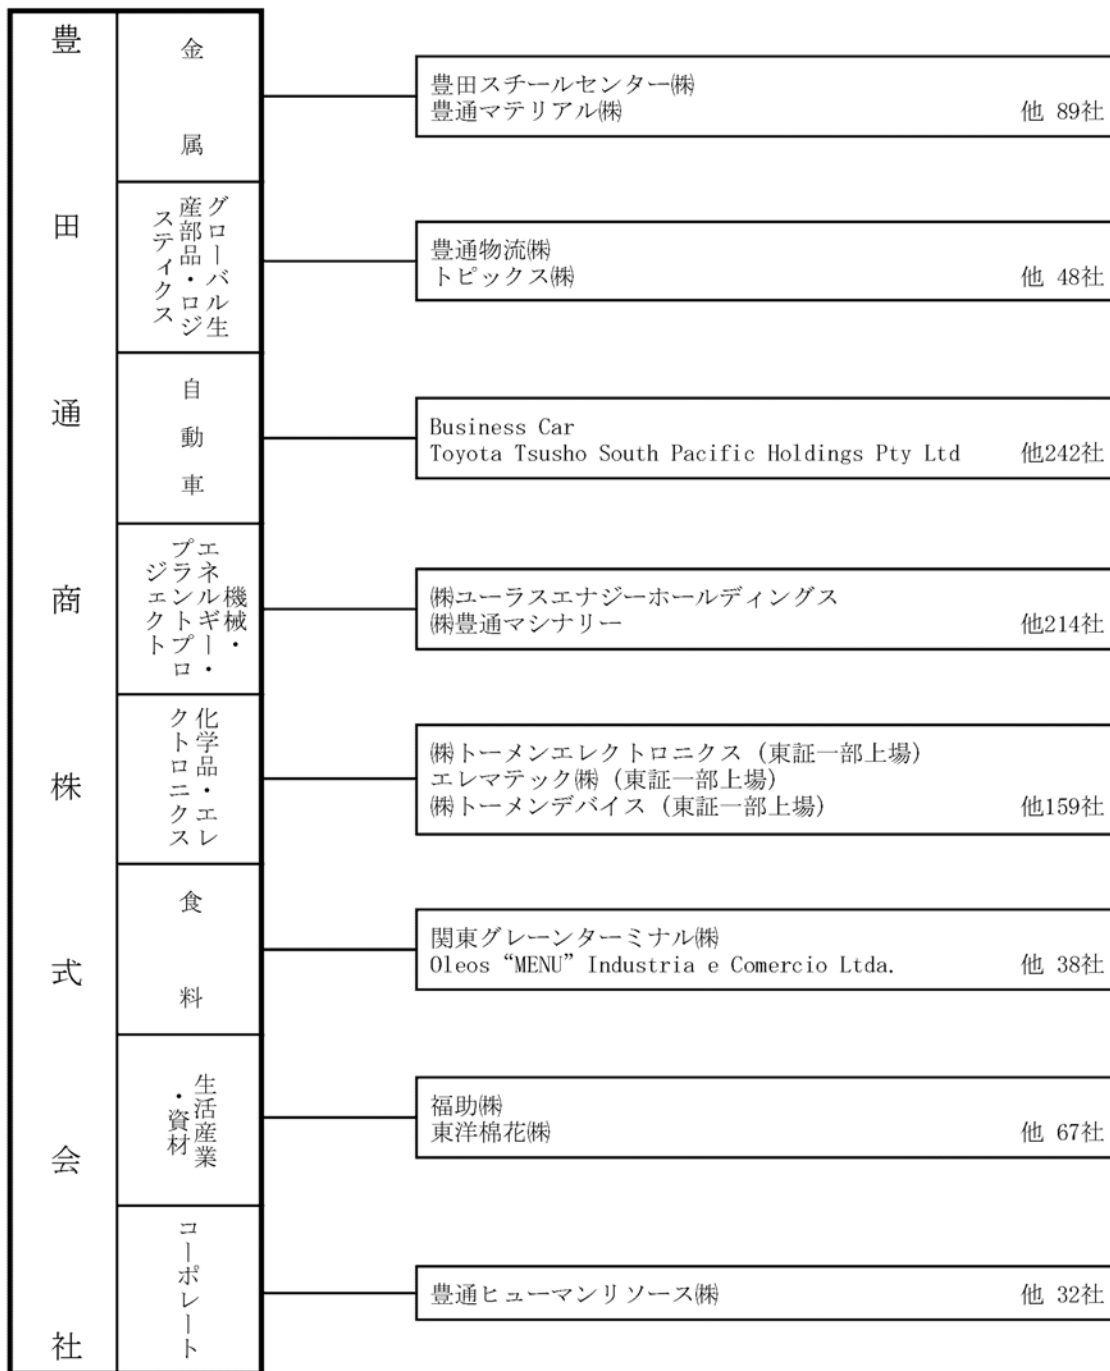 豊田通商株式会社
金属
豊田スチールセンター㈱
豊通マテリアル㈱ 他 89社
グローバル生
産部品・ロジ
スティクス
豊通物流㈱
トピックス㈱ 他 48社
自動車
Business Car
Toyota Tsusho South Pacific Holdings Pty Ltd 他242社
機械・
エネルギー・
プラントプロ
ジェクト
㈱ユーラスエナジーホールディングス
㈱豊通マシナリー 他214社
化学品・エレ
クトロニクス
㈱トーメンエレクトロニクス（東証一部上場）
エレマテック㈱（東証一部上場）
㈱トーメンデバイス（東証一部上場） 他159社
食料
関東グレーンターミナル㈱
Oleos “MENU” Industria e Comercio Ltda. 他 38社
生活産業
・資材
福助㈱
東洋棉花㈱ 他 67社
コーポレート
豊通ヒューマンリソース㈱ 他 32社